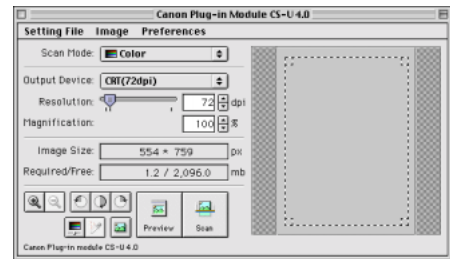 Canon Plug-in Module CS-U 4.0
Setting File Image Preferences
Scan Mode: Color
Output Device: CRT(72dpi)
Resolution: 72 dpi
Magnification: 100 %
Image Size: 554 * 759 px
Required/Free: 1.2 / 2,096.0 mb
Preview Scan
Canon Plug-in module CS-U 4.0